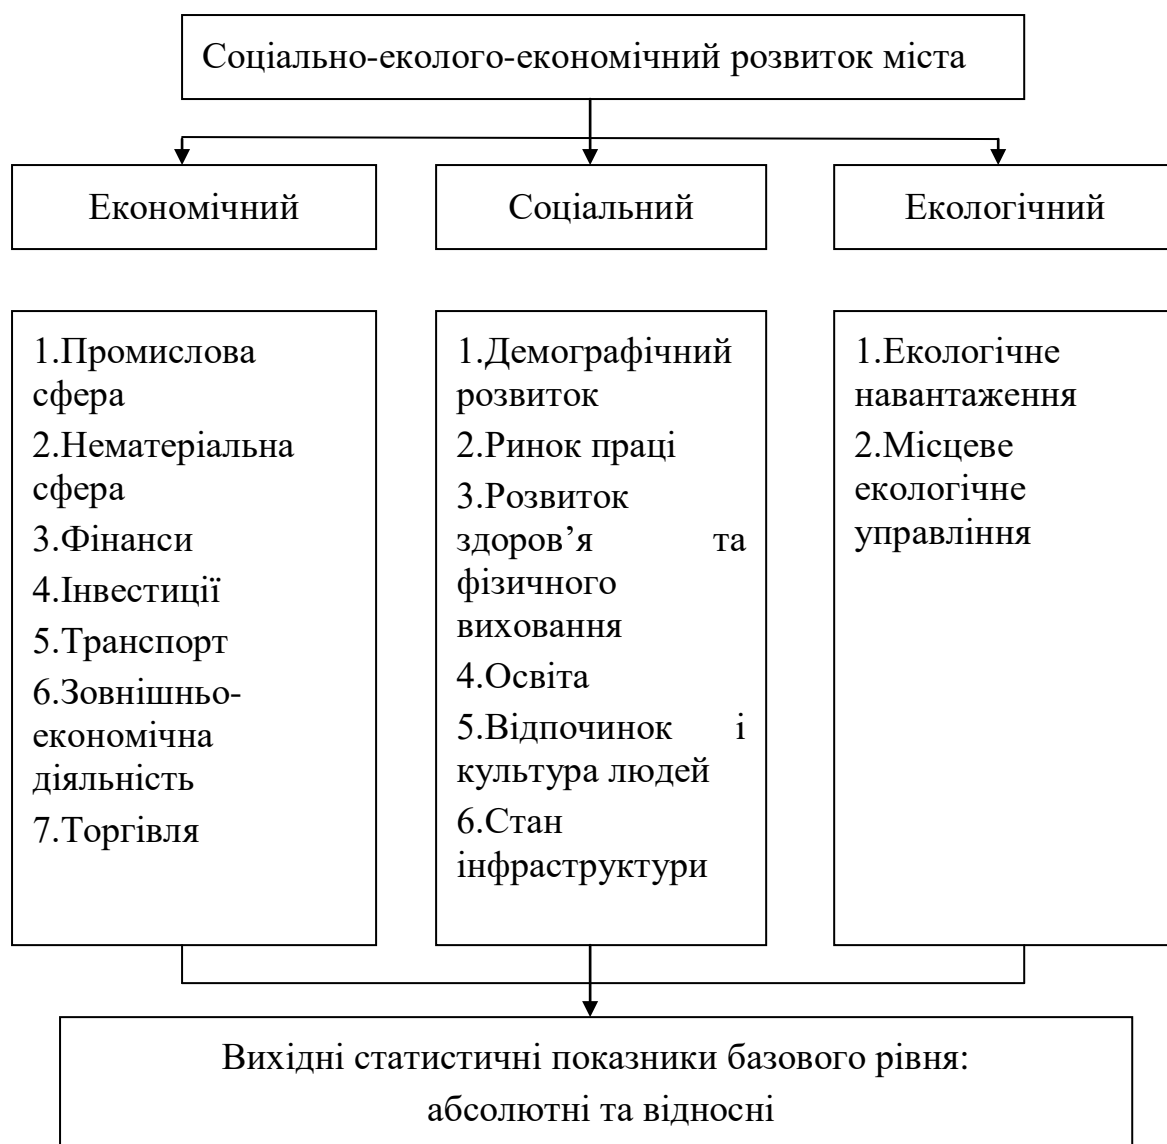 Соціально-еколого-економічний розвиток міста
Економічний
Соціальний
Екологічний
1.Промислова
сфера
2.Нематеріальна
сфера
3.Фінанси
4.Інвестиції
5.Транспорт
6.Зовнішньо-
економічна
діяльність
7.Торгівля
1.Демографічний
розвиток
2.Ринок праці
3.Розвиток
здоров’я та
фізичного
виховання
4.Освіта
5.Відпочинок і
культура людей
6.Стан
інфраструктури
1.Екологічне
навантаження
2.Місцеве
екологічне
управління
Вихідні статистичні показники базового рівня:
абсолютні та відносні